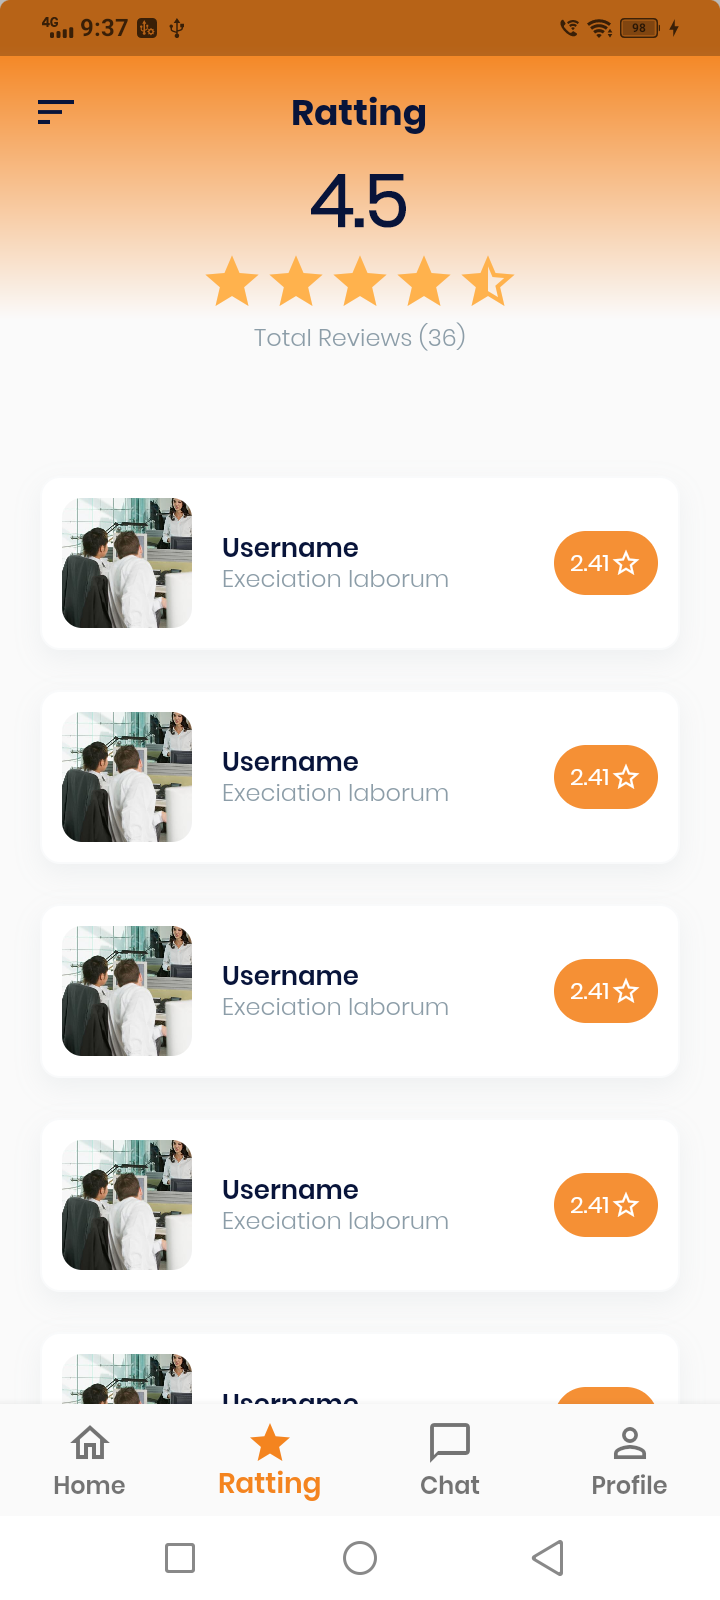 4G 9:37 98
Ratting
4.5
Total Reviews (36)
Username
Execiation laborum
2.41
Username
Execiation laborum
2.41
Username
Execiation laborum
2.41
Username
Execiation laborum
2.41
Username
Home Ratting Chat Profile